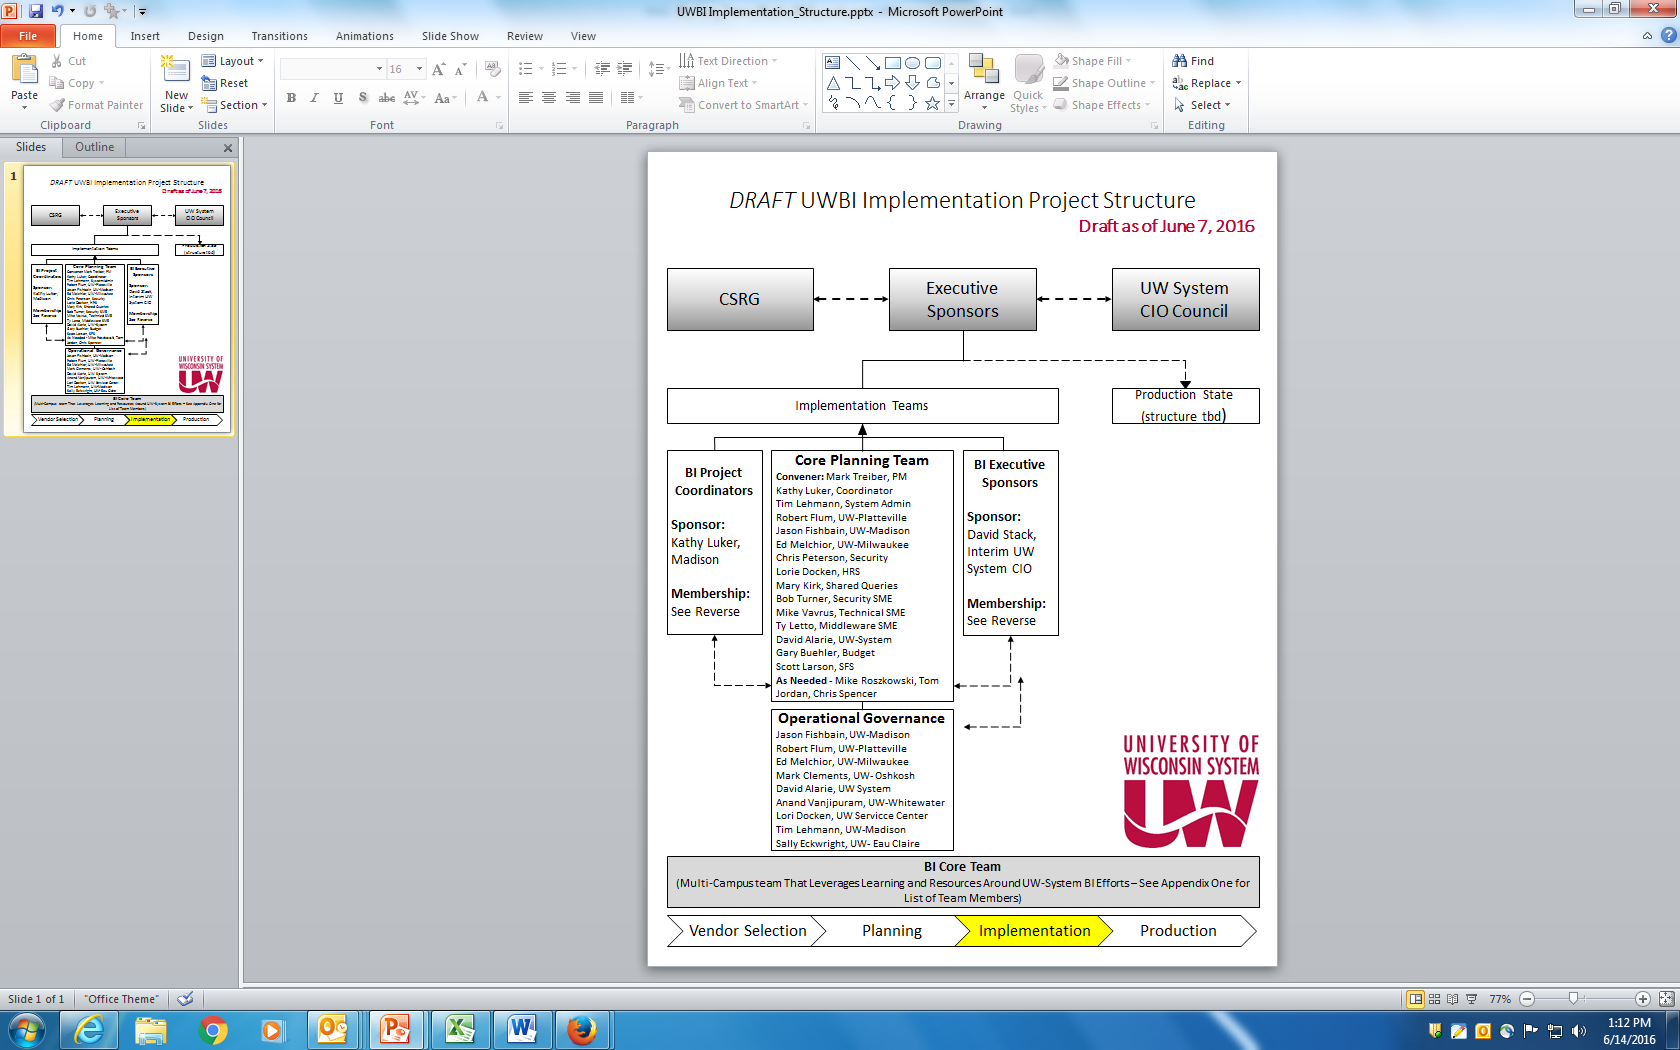 UWBI Implementation_Structure.pptx - Microsoft PowerPoint
File Home Insert Design Transitions Animations Slide Show Review View
Paste Cut Copy Format Painter Clipboard
New Slide Layout Reset Section Slides
16 Font
Text Direction Align Text Convert to SmartArt Paragraph
Arrange Quick Styles Shape Fill Shape Outline Shape Effects Drawing
Find Replace Select Editing
Slides Outline
1
DRAFT UWBI Implementation Project Structure
Draft as of June 7, 2016
CSRG
Executive
Sponsors
UW System
CIO Council
Implementation Teams
Production State
(structure tbd)
BI Project
Coordinators
Sponsor:
Kathy Luker,
Madison
Membership:
See Reverse
Core Planning Team
Convener: Mark Treiber, PM
Kathy Luker, Coordinator
Tim Lehmann, System Admin
Robert Flum, UW-Platteville
Jason Fishbain, UW-Madison
Ed Melchior, UW-Milwaukee
Chris Peterson, Security
Lorie Docken, HRS
Mary Kirk, Shared Queries
Bob Turner, Security SME
Mike Vavrus, Technical SME
Ty Letto, Middleware SME
David Alarie, UW-System
Gary Buehler, Budget
Scott Larson, SFS
As Needed - Mike Roszkowski, Tom
Jordan, Chris Spencer
BI Executive
Sponsors
Sponsor:
David Stack,
Interim UW
System CIO
Membership:
See Reverse
Operational Governance
Jason Fishbain, UW-Madison
Robert Flum, UW-Platteville
Ed Melchior, UW-Milwaukee
Mark Clements, UW- Oshkosh
David Alarie, UW System
Anand Vanjipuram, UW-Whitewater
Lori Docken, UW Servicce Center
Tim Lehmann, UW-Madison
Sally Eckwright, UW- Eau Claire
UNIVERSITY OF
WISCONSIN SYSTEM
UW
BI Core Team
(Multi-Campus team That Leverages Learning and Resources Around UW-System BI Efforts – See Appendix One for
List of Team Members)
Vendor Selection Planning Implementation Production
Slide 1 of 1 "Office Theme" 77%
1:12 PM
6/14/2016